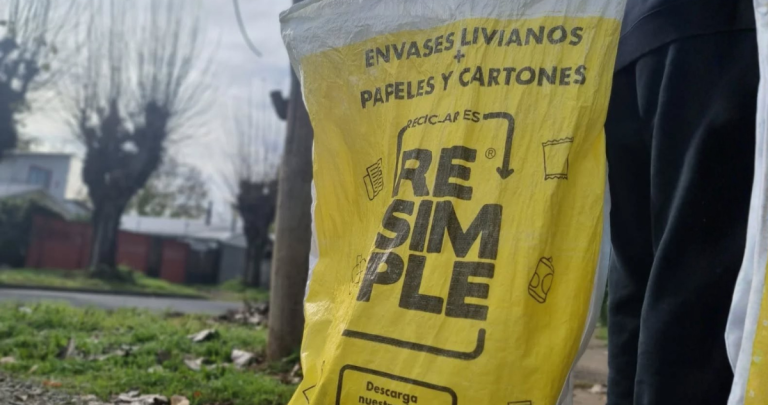 ENVASES LIVIANOS
+
PAPELES Y CARTONES
RECICLAR ES
RE®
SIM
PLE
Descarga